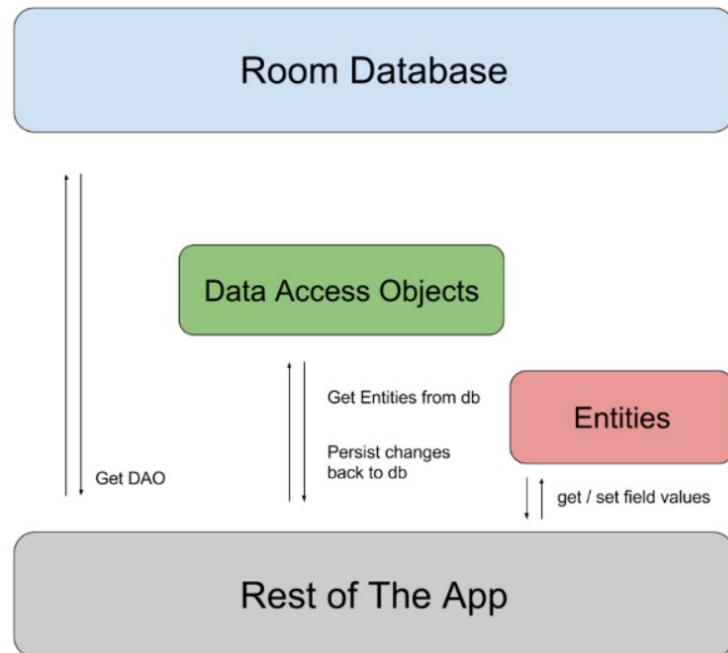 Room Database
Data Access Objects
Get Entities from db
Entities
Persist changes
back to db
Get DAO
get / set field values
Rest of The App